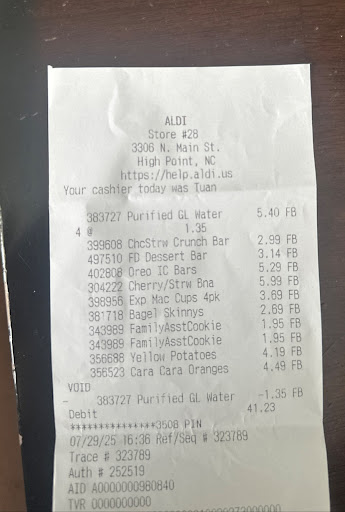 ALDI
Store #28
3306 N. Main St.
High Point, NC
https://help.aldi.us
Your cashier today was Tuan
383727 Purified GL Water 5.40 FB
4 @ 1.35
399608 ChcStrw Crunch Bar 2.99 FB
497510 FD Dessert Bar 3.14 FB
402808 Oreo IC Bars 5.29 FB
304222 Cherry/Strw Bna 5.99 FB
398956 Exp Mac Cups 4pk 3.69 FB
381718 Bagel Skinnys 2.69 FB
343989 FamilyAsstCookie 1.95 FB
343989 FamilyAsstCookie 1.95 FB
356698 Yellow Potatoes 4.19 FB
356523 Cara Cara Oranges 4.49 FB
VOID
- 383727 Purified GL Water -1.35 FB
Debit 41.23
***************3508 PIN
07/29/25 16:36 Ref/Seq # 323789
Trace # 323789
Auth # 252519
AID A0000000980840
TVR 0000000000